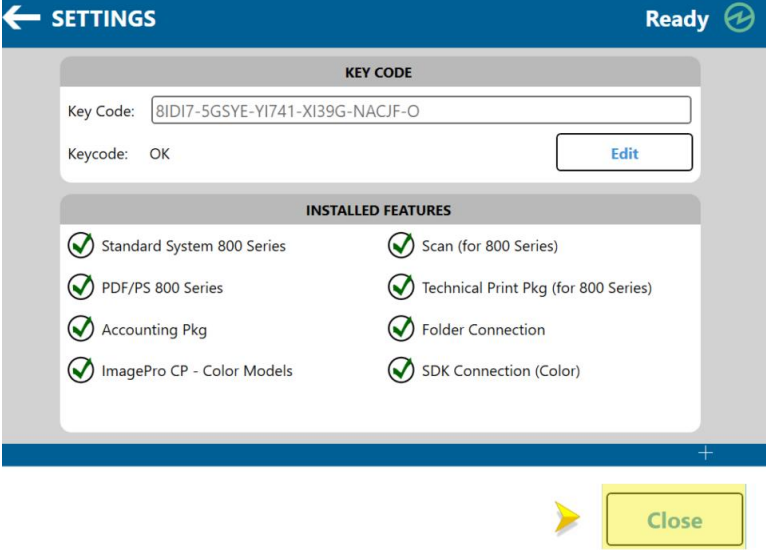 SETTINGS
Ready
KEY CODE
Key Code: 8IDI7-5GSYE-YI741-XI39G-NACJF-O
Keycode: OK
Edit
INSTALLED FEATURES
Standard System 800 Series
Scan (for 800 Series)
PDF/PS 800 Series
Technical Print Pkg (for 800 Series)
Accounting Pkg
Folder Connection
ImagePro CP - Color Models
SDK Connection (Color)
Close